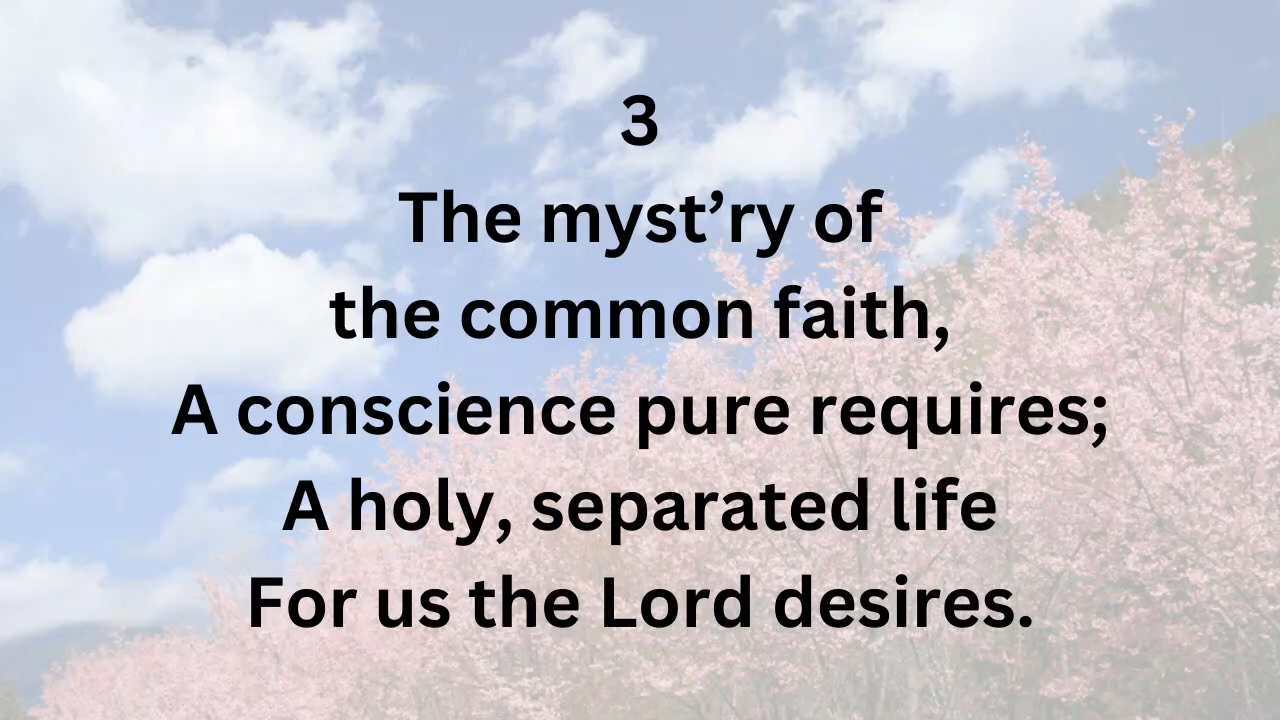 3
The myst’ry of
the common faith,
A conscience pure requires;
A holy, separated life
For us the Lord desires.